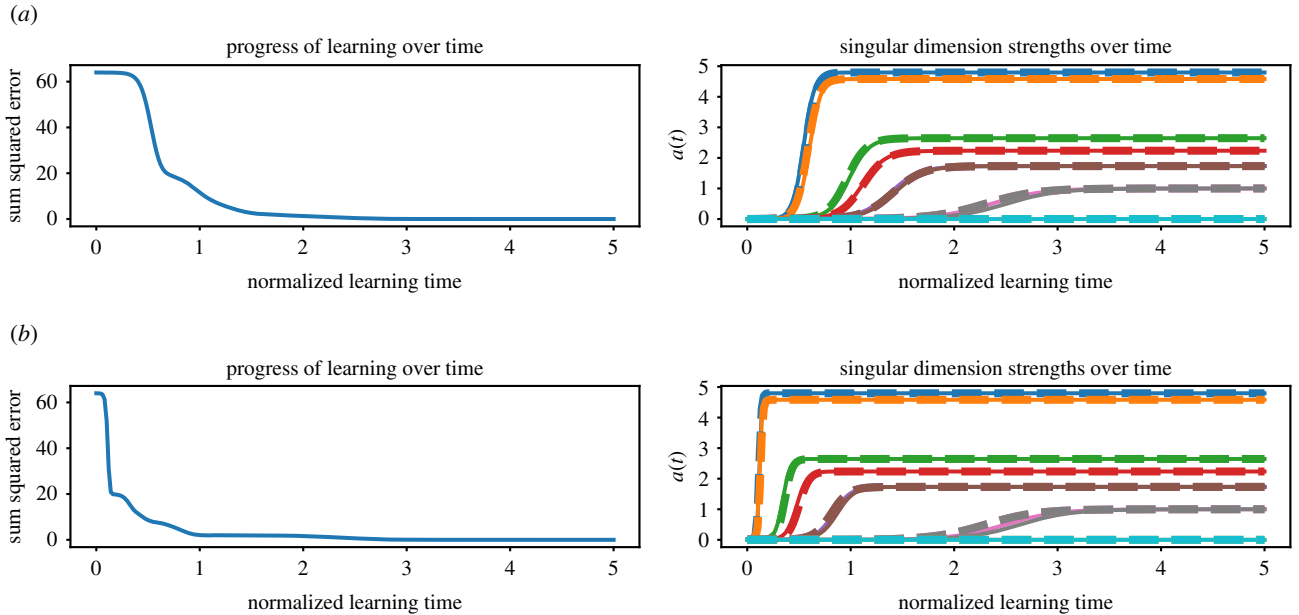 (a)
progress of learning over time
sum squared error
60
40
20
0
0 1 2 3 4 5
normalized learning time
singular dimension strengths over time
a(t)
5
4
3
2
1
0
0 1 2 3 4 5
normalized learning time
(b)
progress of learning over time
sum squared error
60
40
20
0
0 1 2 3 4 5
normalized learning time
singular dimension strengths over time
a(t)
5
4
3
2
1
0
0 1 2 3 4 5
normalized learning time